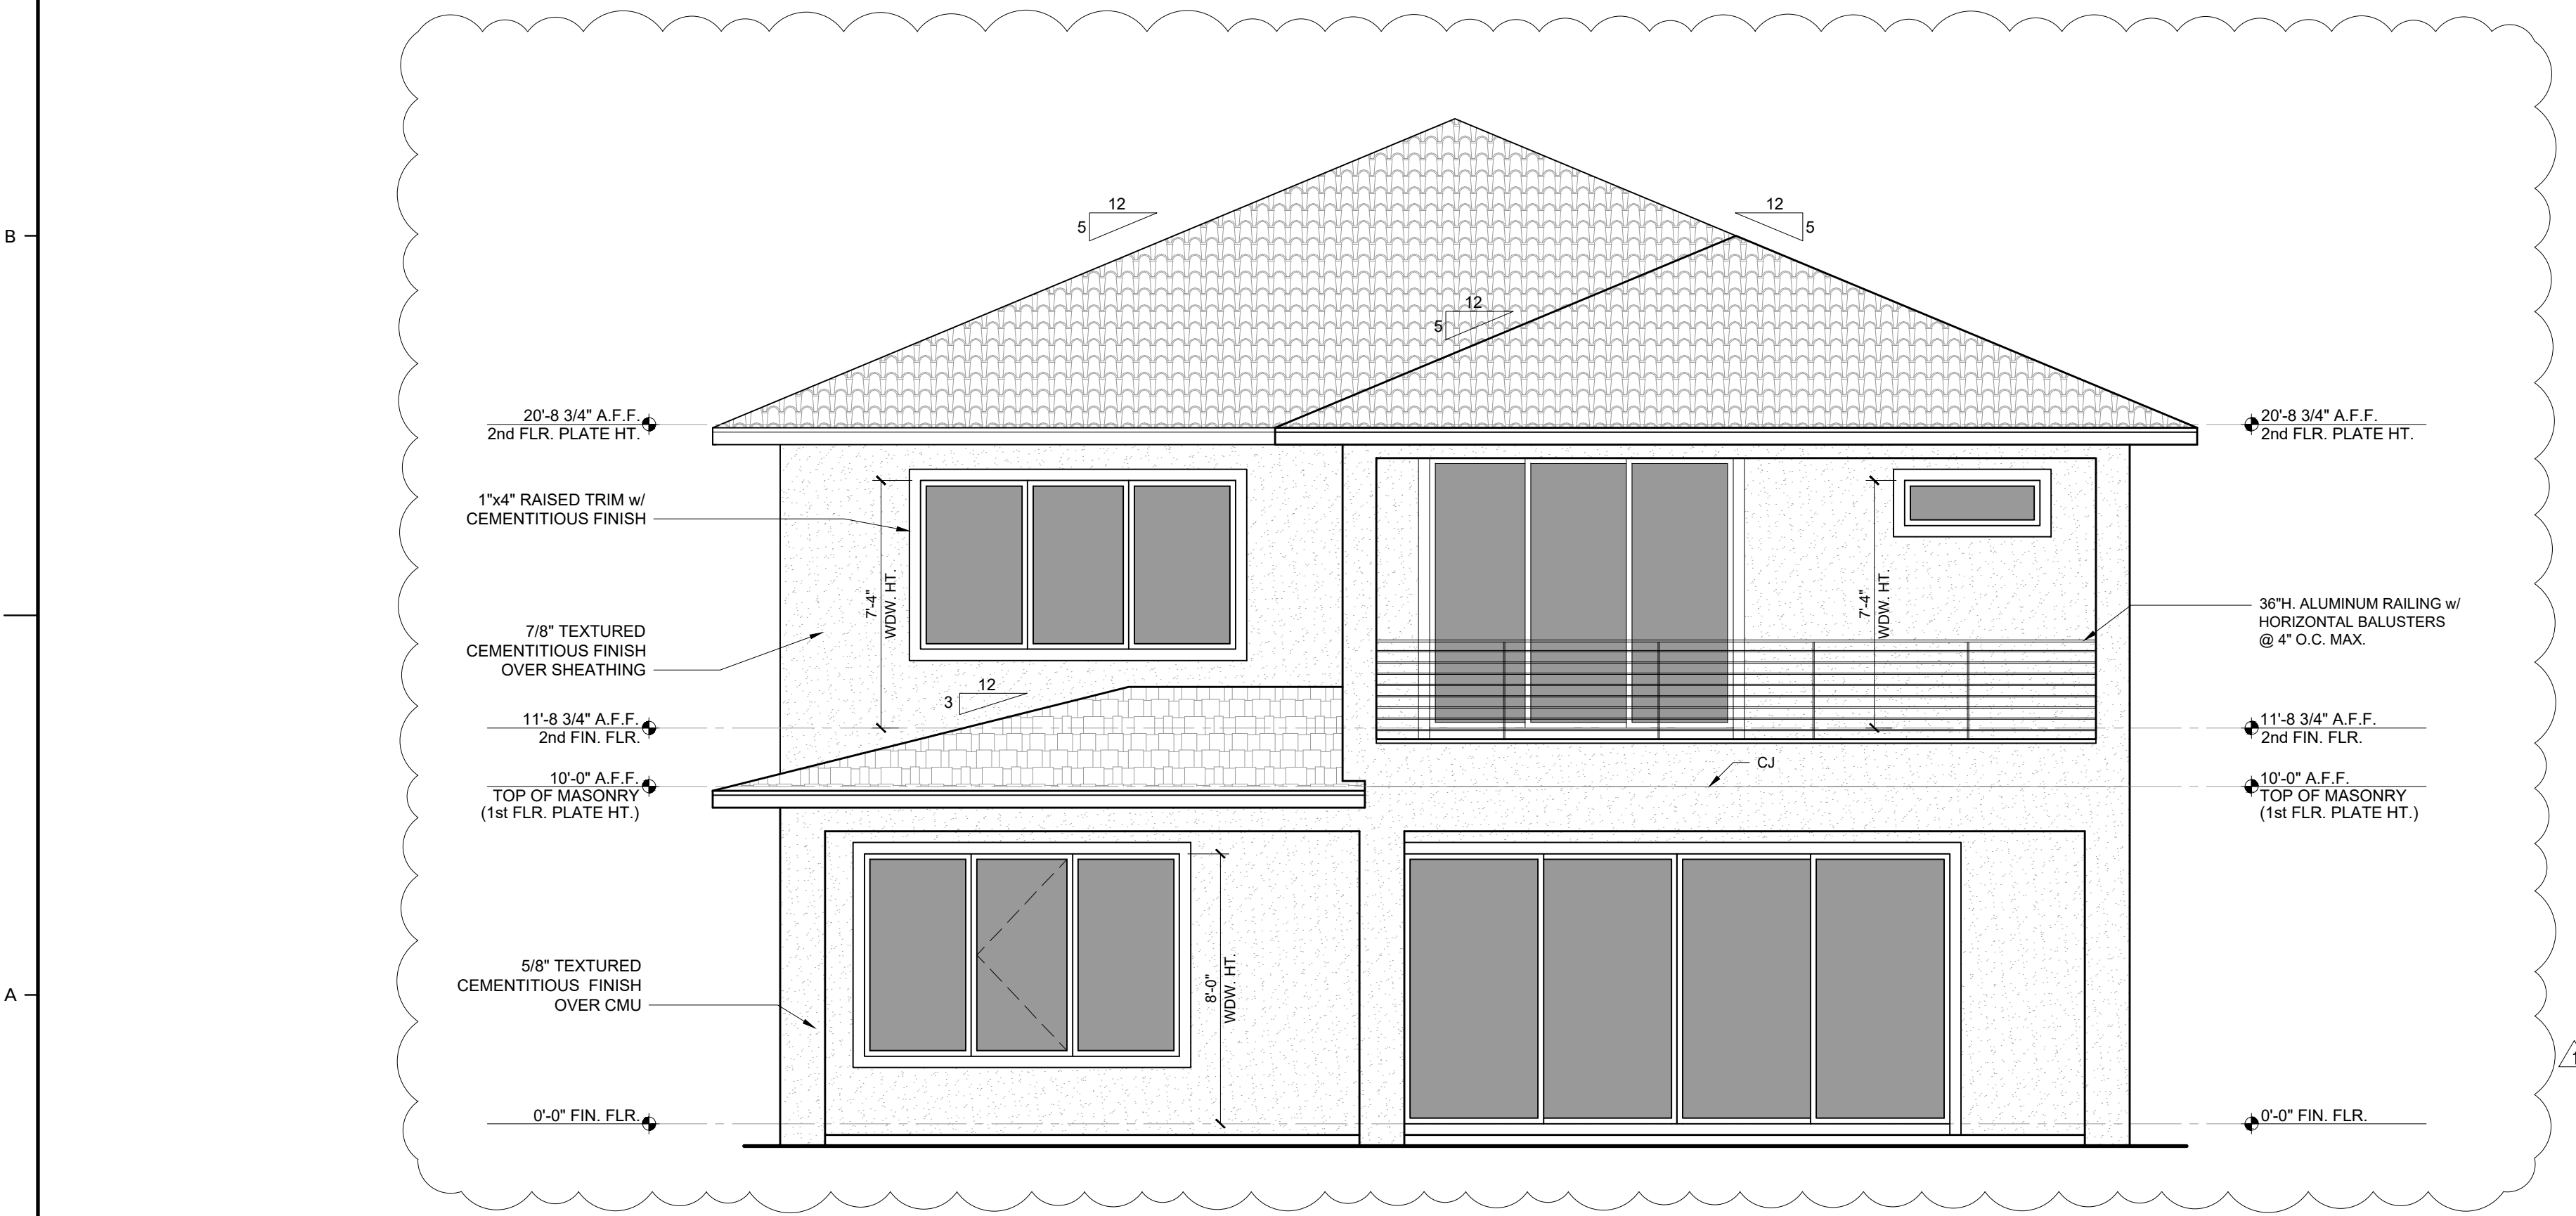 B
12
5
12
5
12
5
20'-8 3/4" A.F.F.
2nd FLR. PLATE HT.
20'-8 3/4" A.F.F.
2nd FLR. PLATE HT.
1"x4" RAISED TRIM w/
CEMENTITIOUS FINISH
7'-4"
WDW. HT.
7'-4"
WDW. HT.
36"H. ALUMINUM RAILING w/
HORIZONTAL BALUSTERS
@ 4" O.C. MAX.
7/8" TEXTURED
CEMENTITIOUS FINISH
OVER SHEATHING
12
3
11'-8 3/4" A.F.F.
2nd FIN. FLR.
11'-8 3/4" A.F.F.
2nd FIN. FLR.
CJ
10'-0" A.F.F.
TOP OF MASONRY
(1st FLR. PLATE HT.)
10'-0" A.F.F.
TOP OF MASONRY
(1st FLR. PLATE HT.)
5/8" TEXTURED
CEMENTITIOUS FINISH
OVER CMU
8'-0"
WDW. HT.
A
0'-0" FIN. FLR.
0'-0" FIN. FLR.